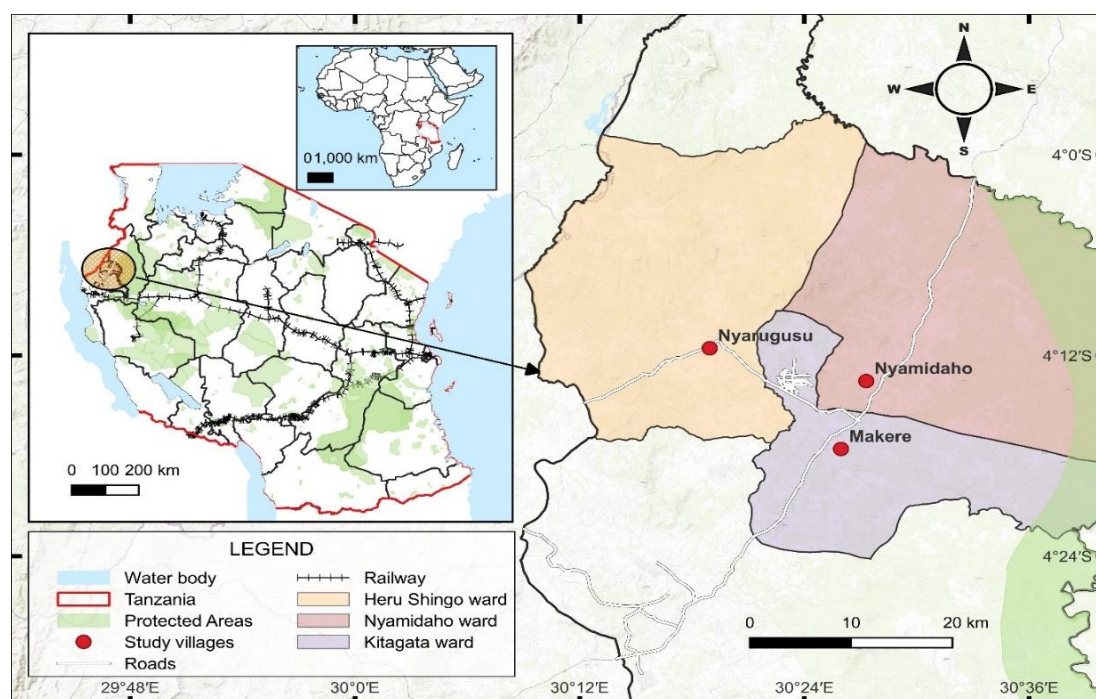 0 1,000 km
0 100 200 km
N
W
E
S
4°0'S
4°12'S
4°24'S
Nyarugusu
Nyamidaho
Makere
0 10 20 km
LEGEND
Water body
Tanzania
Protected Areas
Study villages
Roads
Railway
Heru Shingo ward
Nyamidaho ward
Kitagata ward
29°48'E
30°0'E
30°12'E
30°24'E
30°36'E